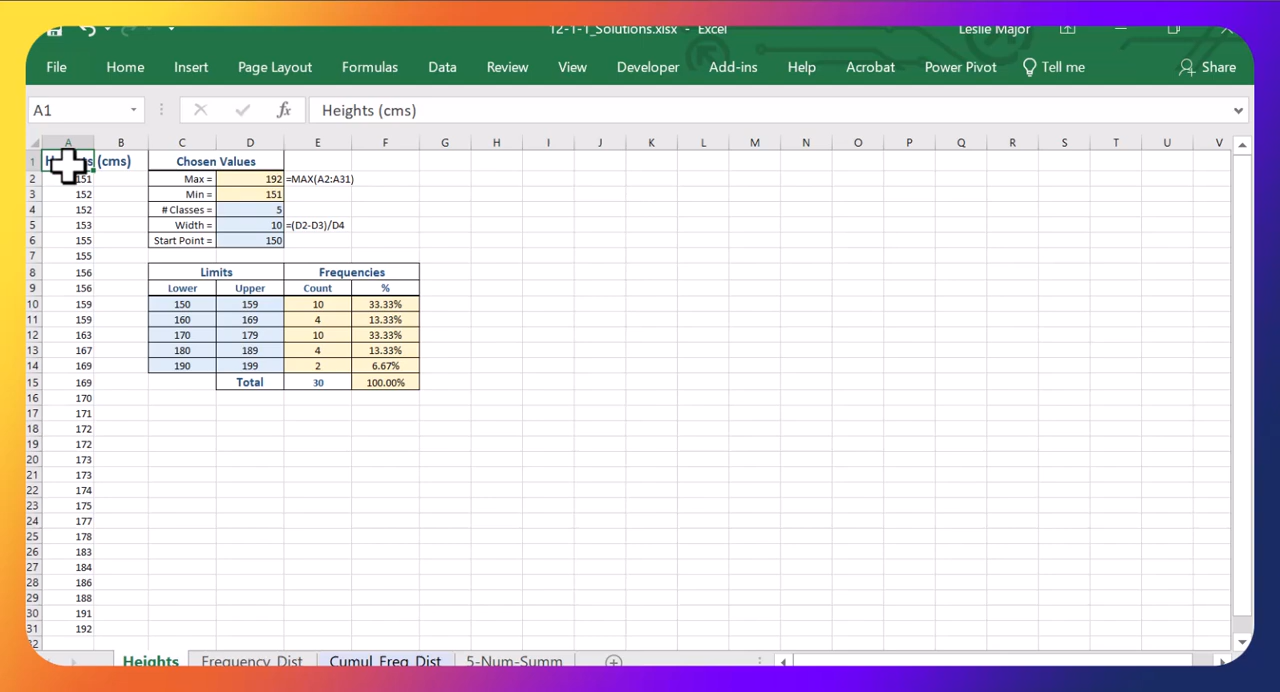 12-1-1_Solutions.xlsx - Excel
Leslie Major
File Home Insert Page Layout Formulas Data Review View Developer Add-ins Help Acrobat Power Pivot Tell me Share
A1 fx Heights (cms)
A B C D E F G H I J K L M N O P Q R S T U V
1 (cms) Chosen Values
2 151 Max = 192 =MAX(A2:A31)
3 152 Min = 151
4 152 # Classes = 5
5 153 Width = 10 =(D2-D3)/D4
6 155 Start Point = 150
7 155
8 156 Limits Frequencies
9 156 Lower Upper Count %
10 159 150 159 10 33.33%
11 159 160 169 4 13.33%
12 163 170 179 10 33.33%
13 167 180 189 4 13.33%
14 169 190 199 2 6.67%
15 169 Total 30 100.00%
16 170
17 171
18 172
19 172
20 173
21 173
22 174
23 175
24 177
25 178
26 183
27 184
28 186
29 188
30 191
31 192
32
Heights Frequency_Dist Cumul_Freq_Dist 5-Num-Summ